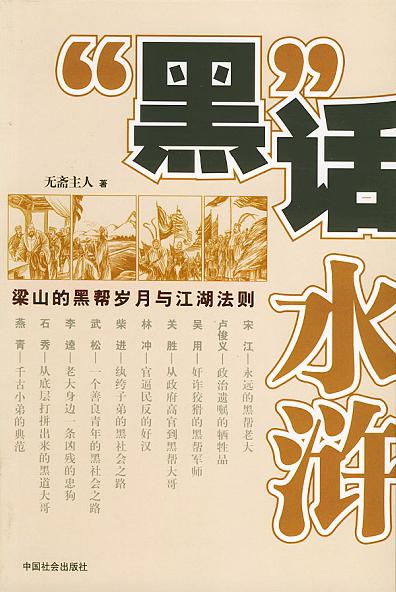 “黑”话
水浒
无斋主人 著
梁山的黑帮岁月与江湖法则
宋江——永远的黑帮老大
卢俊义——政治遗嘱的牺牲品
吴用——奸诈狡猾的黑帮军师
关胜——从政府高官到黑帮大哥
林冲——官逼民反的好汉
柴进——纨绔子弟的黑社会之路
武松——一个善良青年的黑社会之路
李逵——老大身边一条凶残的忠狗
石秀——从底层打拼出来的黑道大哥
燕青——千古小弟的典范
中国社会出版社